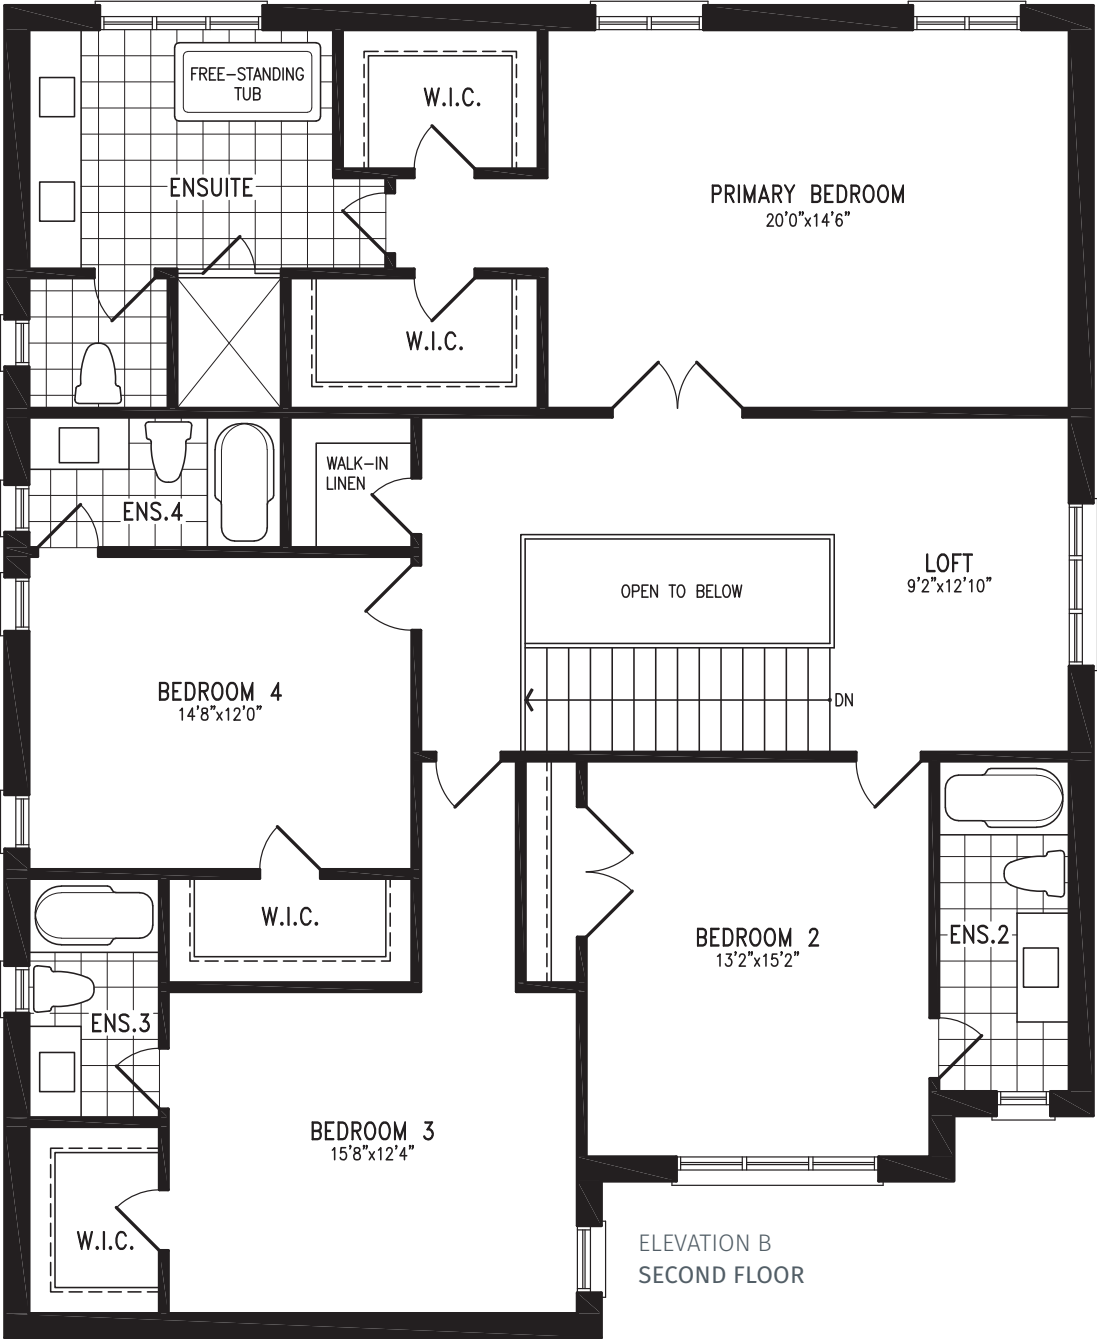 FREE-STANDING
TUB
W.I.C.
ENSUITE
PRIMARY BEDROOM
20'0"x14'6"
W.I.C.
WALK-IN
LINEN
ENS.4
OPEN TO BELOW
LOFT
9'2"x12'10"
BEDROOM 4
14'8"x12'0"
DN
W.I.C.
BEDROOM 2
13'2"x15'2"
ENS.2
ENS.3
BEDROOM 3
15'8"x12'4"
W.I.C.
ELEVATION B
SECOND FLOOR